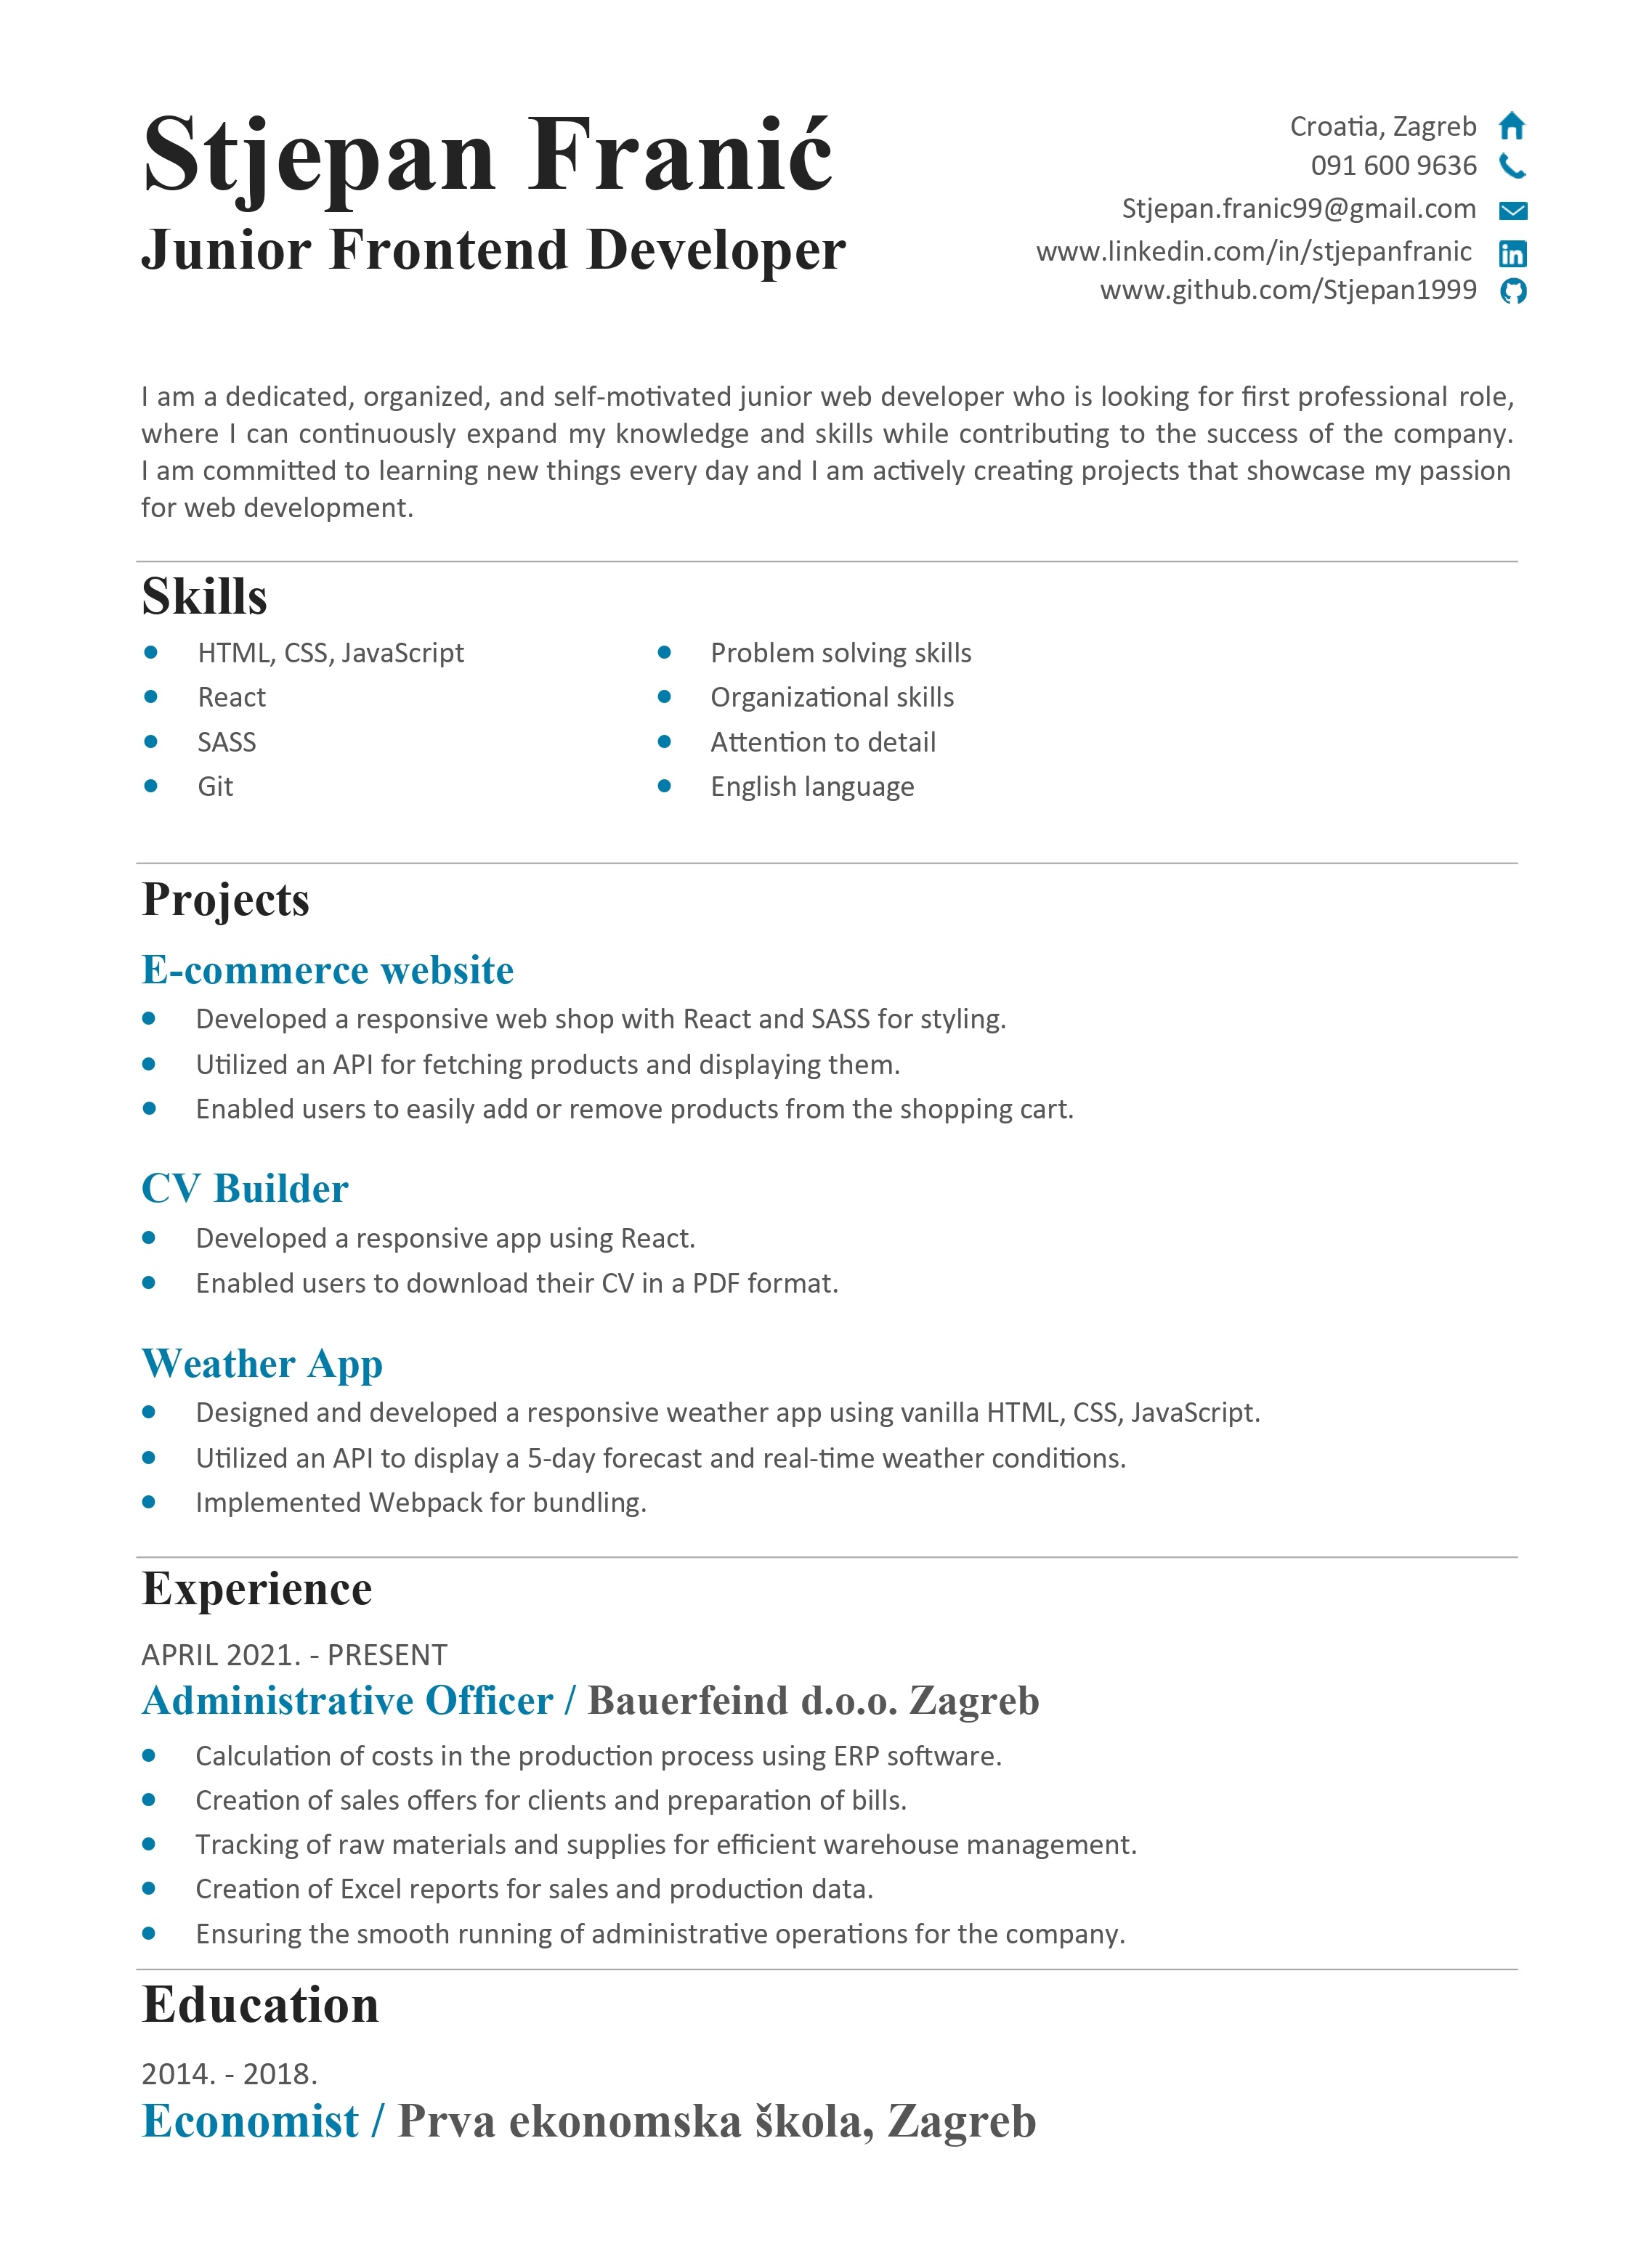 Stjepan Franić
Junior Frontend Developer
Croatia, Zagreb
091 600 9636
Stjepan.franic99@gmail.com
www.linkedin.com/in/stjepanfranic
www.github.com/Stjepan1999
I am a dedicated, organized, and self-motivated junior web developer who is looking for first professional role,
where I can continuously expand my knowledge and skills while contributing to the success of the company.
I am committed to learning new things every day and I am actively creating projects that showcase my passion
for web development.
Skills
• HTML, CSS, JavaScript
• React
• SASS
• Git
• Problem solving skills
• Organizational skills
• Attention to detail
• English language
Projects
E-commerce website
• Developed a responsive web shop with React and SASS for styling.
• Utilized an API for fetching products and displaying them.
• Enabled users to easily add or remove products from the shopping cart.
CV Builder
• Developed a responsive app using React.
• Enabled users to download their CV in a PDF format.
Weather App
• Designed and developed a responsive weather app using vanilla HTML, CSS, JavaScript.
• Utilized an API to display a 5-day forecast and real-time weather conditions.
• Implemented Webpack for bundling.
Experience
APRIL 2021. - PRESENT
Administrative Officer / Bauerfeind d.o.o. Zagreb
• Calculation of costs in the production process using ERP software.
• Creation of sales offers for clients and preparation of bills.
• Tracking of raw materials and supplies for efficient warehouse management.
• Creation of Excel reports for sales and production data.
• Ensuring the smooth running of administrative operations for the company.
Education
2014. - 2018.
Economist / Prva ekonomska škola, Zagreb